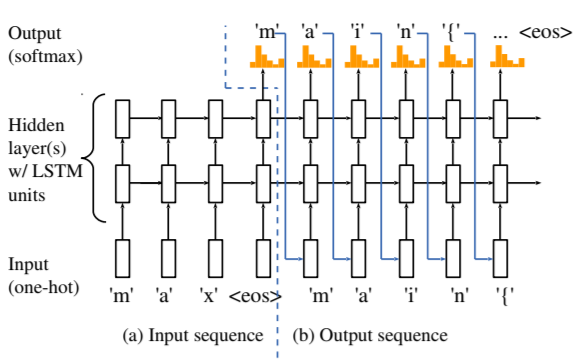 Output 'm' 'a' 'i' 'n' '{' ... <eos>
(softmax)
Hidden
layer(s)
w/ LSTM
units
Input
(one-hot)
'm' 'a' 'x' <eos> 'm' 'a' 'i' 'n' '{'
(a) Input sequence (b) Output sequence